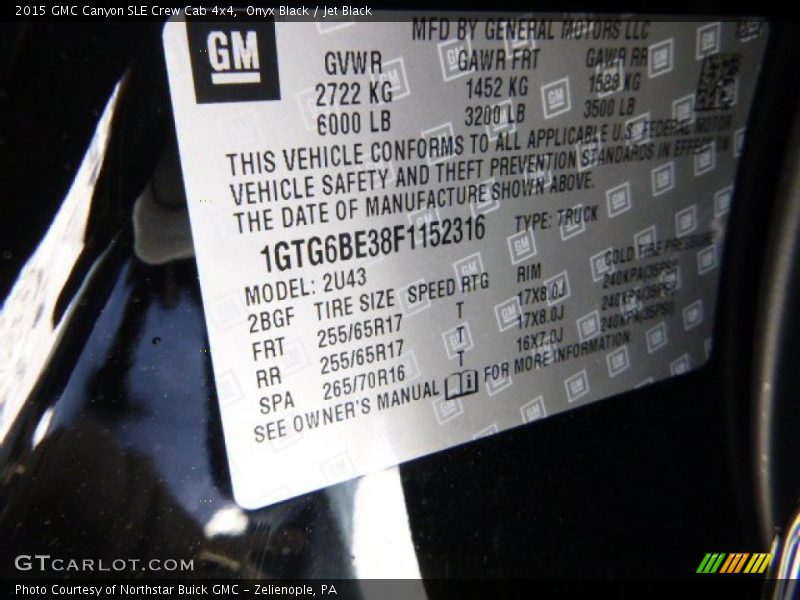 2015 GMC Canyon SLE Crew Cab 4x4, Onyx Black / Jet Black
GM
MFD BY GENERAL MOTORS LLC
GVWR GAWR FRT GAWR RR
2722 KG 1452 KG 1589 KG
6000 LB 3200 LB 3500 LB
THIS VEHICLE CONFORMS TO ALL APPLICABLE U.S. FEDERAL MOTOR
VEHICLE SAFETY AND THEFT PREVENTION STANDARDS IN EFFECT ON
THE DATE OF MANUFACTURE SHOWN ABOVE.
1GTG6BE38F1152316 TYPE: TRUCK
MODEL: 2U43
2BGF TIRE SIZE SPEED RTG RIM COLD TIRE PRESSURE
FRT 255/65R17 T 17X8.0J 240KPA(35PSI)
RR 255/65R17 T 17X8.0J 240KPA(35PSI)
SPA 265/70R16 T 16X7.0J 240KPA(35PSI)
SEE OWNER'S MANUAL FOR MORE INFORMATION.
GTCARLOT.COM
Photo Courtesy of Northstar Buick GMC – Zelienople, PA